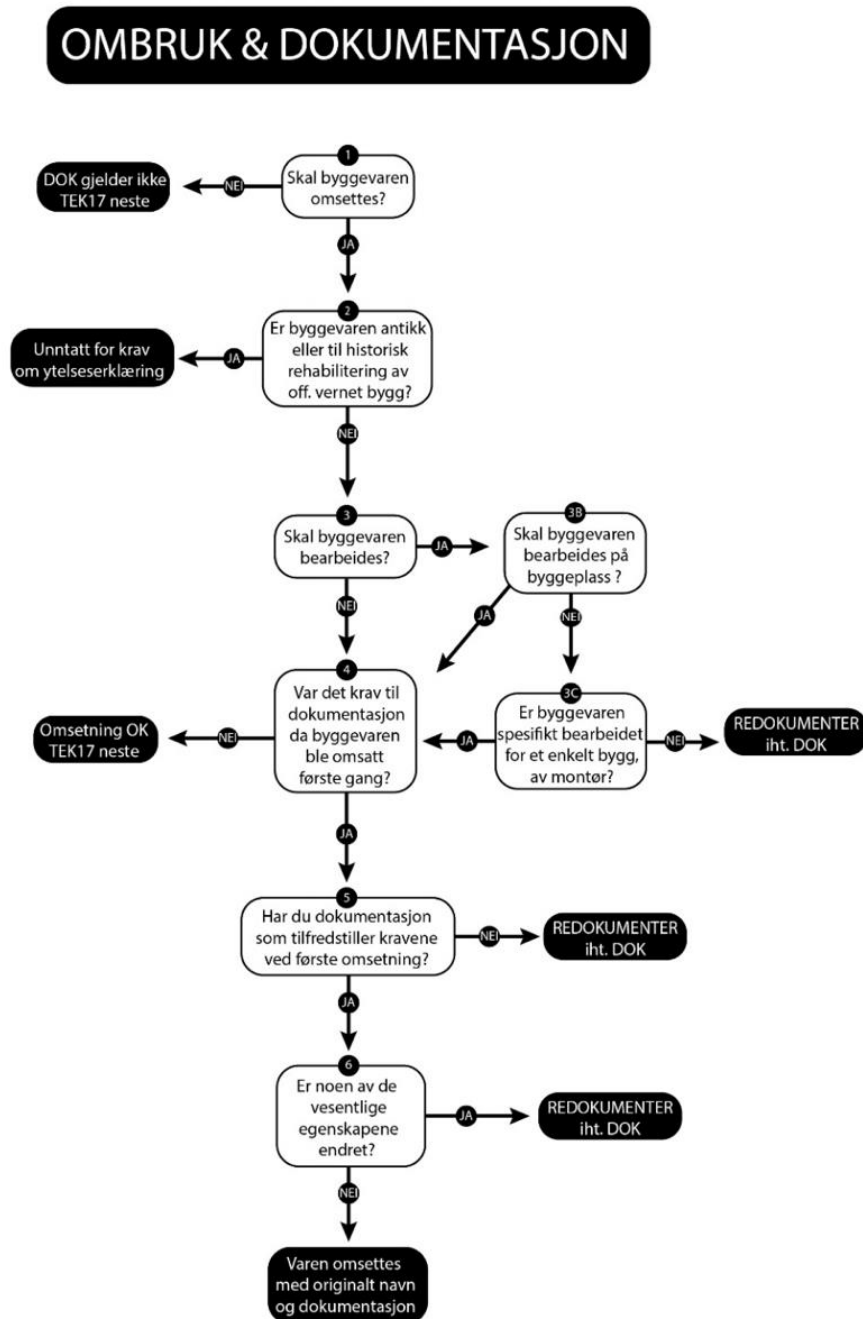 OMBRUK & DOKUMENTASJON
1
Skal byggevaren
omsettes?
NEI
DOK gjelder ikke
TEK17 neste
JA
2
Er byggevaren antikk
eller til historisk
rehabilitering av
off. vernet bygg?
JA
Unntatt for krav
om ytelseserklæring
NEI
3
Skal byggevaren
bearbeides?
JA
3B
Skal byggevaren
bearbeides på
byggeplass ?
NEI
JA
NEI
4
Var det krav til
dokumentasjon
da byggevaren
ble omsatt
første gang?
NEI
Omsetning OK
TEK17 neste
3C
Er byggevaren
spesifikt bearbeidet
for et enkelt bygg,
av montør?
JA
NEI
REDOKUMENTER
iht. DOK
JA
5
Har du dokumentasjon
som tilfredstiller kravene
ved første omsetning?
NEI
REDOKUMENTER
iht. DOK
JA
6
Er noen av de
vesentlige
egenskapene
endret?
JA
REDOKUMENTER
iht. DOK
NEI
Varen omsettes
med originalt navn
og dokumentasjon